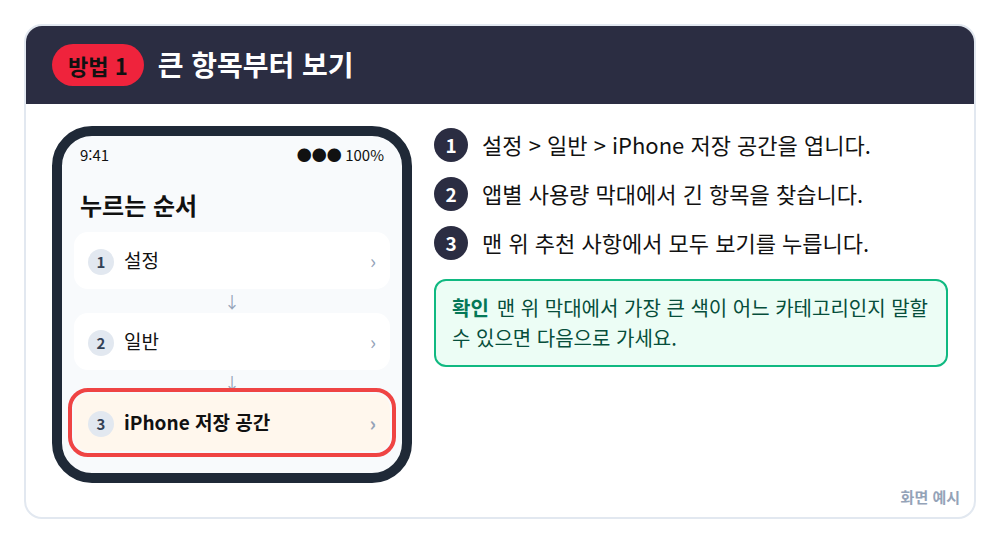 방법 1 큰 항목부터 보기
9:41 ●●● 100%
누르는 순서
1 설정 ›
↓
2 일반 ›
↓
3 iPhone 저장 공간 ›
1 설정 > 일반 > iPhone 저장 공간을 엽니다.
2 앱별 사용량 막대에서 긴 항목을 찾습니다.
3 맨 위 추천 사항에서 모두 보기를 누릅니다.
확인 맨 위 막대에서 가장 큰 색이 어느 카테고리인지 말할
수 있으면 다음으로 가세요.
화면 예시